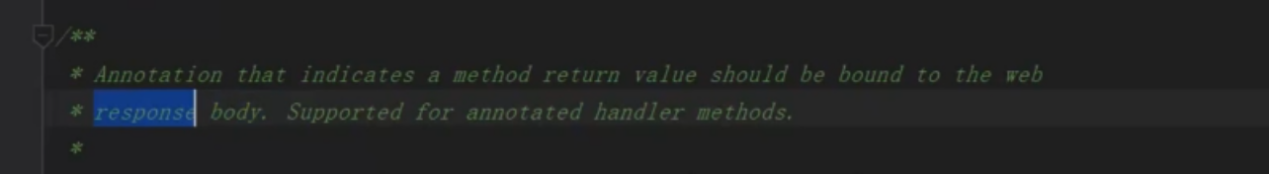 /**
* Annotation that indicates a method return value should be bound to the web
* response body. Supported for annotated handler methods.
*